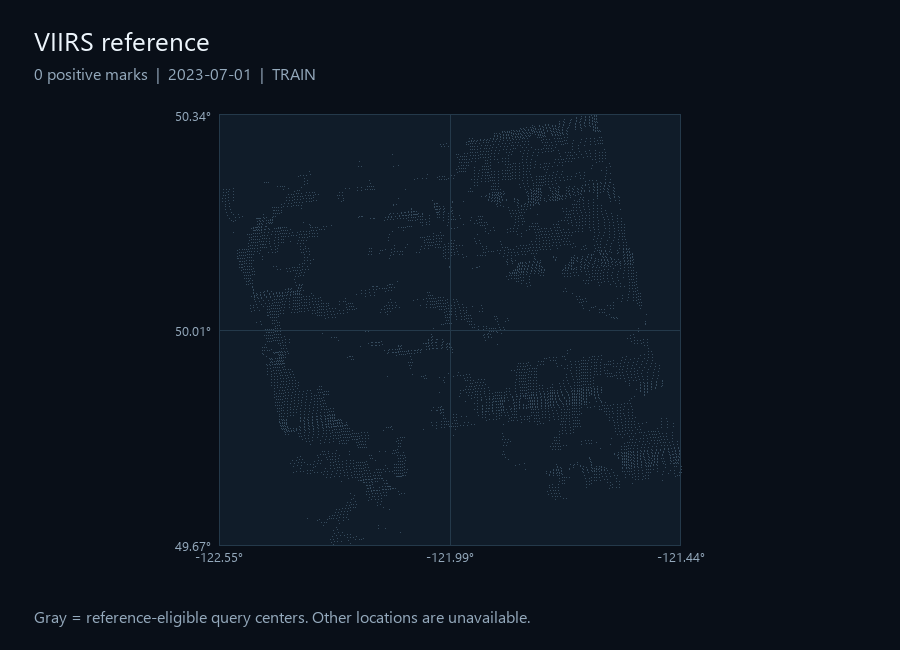 VIIRS reference
0 positive marks | 2023-07-01 | TRAIN
50.34°
50.01°
49.67°
-122.55°
-121.99°
-121.44°
Gray = reference-eligible query centers. Other locations are unavailable.